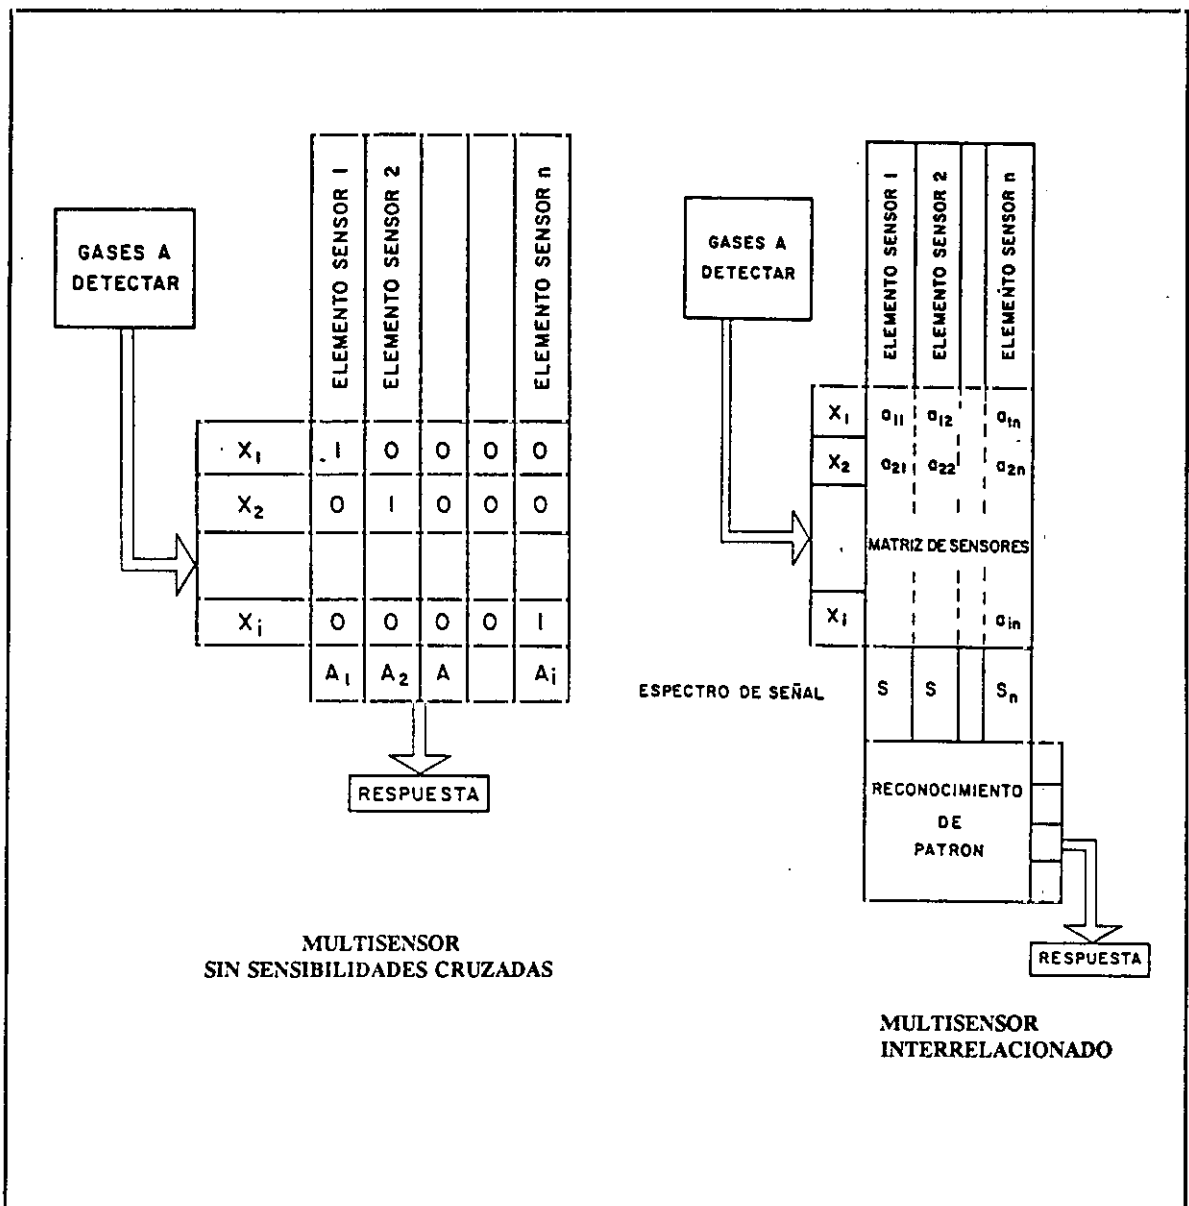 GASES A
DETECTAR
ELEMENTO SENSOR 1
ELEMENTO SENSOR 2
ELEMENTO SENSOR n
X₁ 1 0 0 0 0
X₂ 0 1 0 0 0
Xᵢ 0 0 0 0 1
A₁ A₂ A Aᵢ
RESPUESTA
MULTISENSOR
SIN SENSIBILIDADES CRUZADAS
GASES A
DETECTAR
ELEMENTO SENSOR 1
ELEMENTO SENSOR 2
ELEMENTO SENSOR n
X₁ a₁₁ a₁₂ a₁ₙ
X₂ a₂₁ a₂₂ a₂ₙ
MATRIZ DE SENSORES
Xᵢ aᵢₙ
ESPECTRO DE SEÑAL S S Sₙ
RECONOCIMIENTO
DE
PATRON
RESPUESTA
MULTISENSOR
INTERRELACIONADO